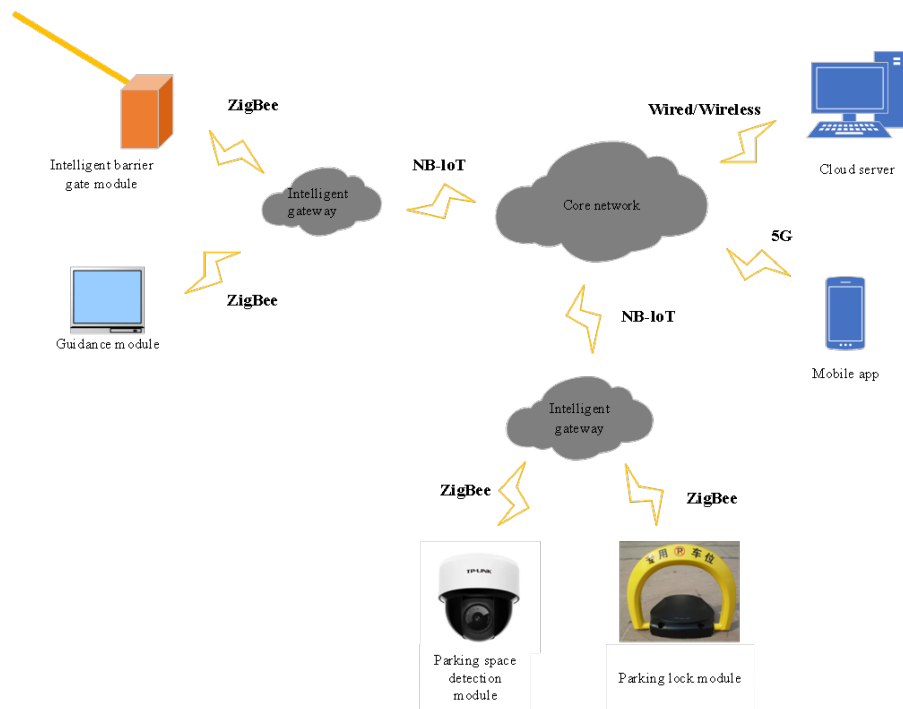 ZigBee
Intelligent barrier
gate module
Intelligent
gateway
NB-IoT
Wired/Wireless
Cloud server
Core network
5G
ZigBee
Guidance module
NB-IoT
Mobile app
Intelligent
gateway
ZigBee
ZigBee
TP-LINK
专用 P 车位
Parking space
detection
module
Parking lock module